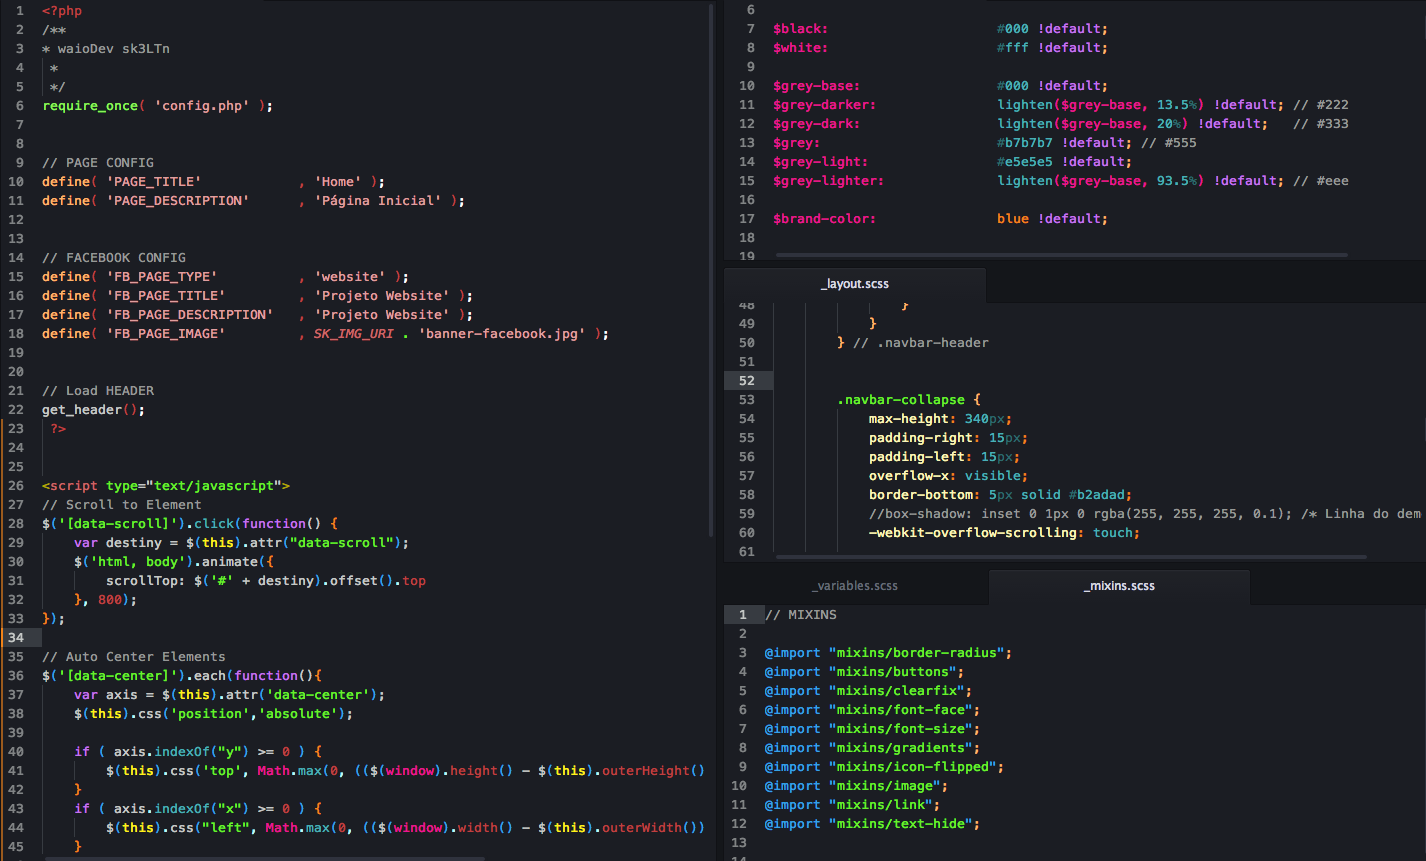 1 <?php
2 /**
3 * waioDev sk3LTn
4 *
5 */
6 require_once( 'config.php' );
7
8
9 // PAGE CONFIG
10 define( 'PAGE_TITLE' , 'Home' );
11 define( 'PAGE_DESCRIPTION' , 'Página Inicial' );
12
13
14 // FACEBOOK CONFIG
15 define( 'FB_PAGE_TYPE' , 'website' );
16 define( 'FB_PAGE_TITLE' , 'Projeto Website' );
17 define( 'FB_PAGE_DESCRIPTION' , 'Projeto Website' );
18 define( 'FB_PAGE_IMAGE' , SK_IMG_URI . 'banner-facebook.jpg' );
19
20
21 // Load HEADER
22 get_header();
23 ?>
24
25
26 <script type="text/javascript">
27 // Scroll to Element
28 $('[data-scroll]').click(function() {
29 var destiny = $(this).attr("data-scroll");
30 $('html, body').animate({
31 scrollTop: $('#' + destiny).offset().top
32 }, 800);
33 });
34
35 // Auto Center Elements
36 $('[data-center]').each(function(){
37 var axis = $(this).attr('data-center');
38 $(this).css('position','absolute');
39
40 if ( axis.indexOf("y") >= 0 ) {
41 $(this).css('top', Math.max(0, (($(window).height() - $(this).outerHeight()
42 }
43 if ( axis.indexOf("x") >= 0 ) {
44 $(this).css("left", Math.max(0, (($(window).width() - $(this).outerWidth())
45 }
6
7 $black: #000 !default;
8 $white: #fff !default;
9
10 $grey-base: #000 !default;
11 $grey-darker: lighten($grey-base, 13.5%) !default; // #222
12 $grey-dark: lighten($grey-base, 20%) !default; // #333
13 $grey: #b7b7b7 !default; // #555
14 $grey-light: #e5e5e5 !default;
15 $grey-lighter: lighten($grey-base, 93.5%) !default; // #eee
16
17 $brand-color: blue !default;
18
19
_layout.scss
48 }
49 }
50 } // .navbar-header
51
52
53 .navbar-collapse {
54 max-height: 340px;
55 padding-right: 15px;
56 padding-left: 15px;
57 overflow-x: visible;
58 border-bottom: 5px solid #b2adad;
59 //box-shadow: inset 0 1px 0 rgba(255, 255, 255, 0.1); /* Linha do dem
60 -webkit-overflow-scrolling: touch;
61
_variables.scss _mixins.scss
1 // MIXINS
2
3 @import "mixins/border-radius";
4 @import "mixins/buttons";
5 @import "mixins/clearfix";
6 @import "mixins/font-face";
7 @import "mixins/font-size";
8 @import "mixins/gradients";
9 @import "mixins/icon-flipped";
10 @import "mixins/image";
11 @import "mixins/link";
12 @import "mixins/text-hide";
13
14